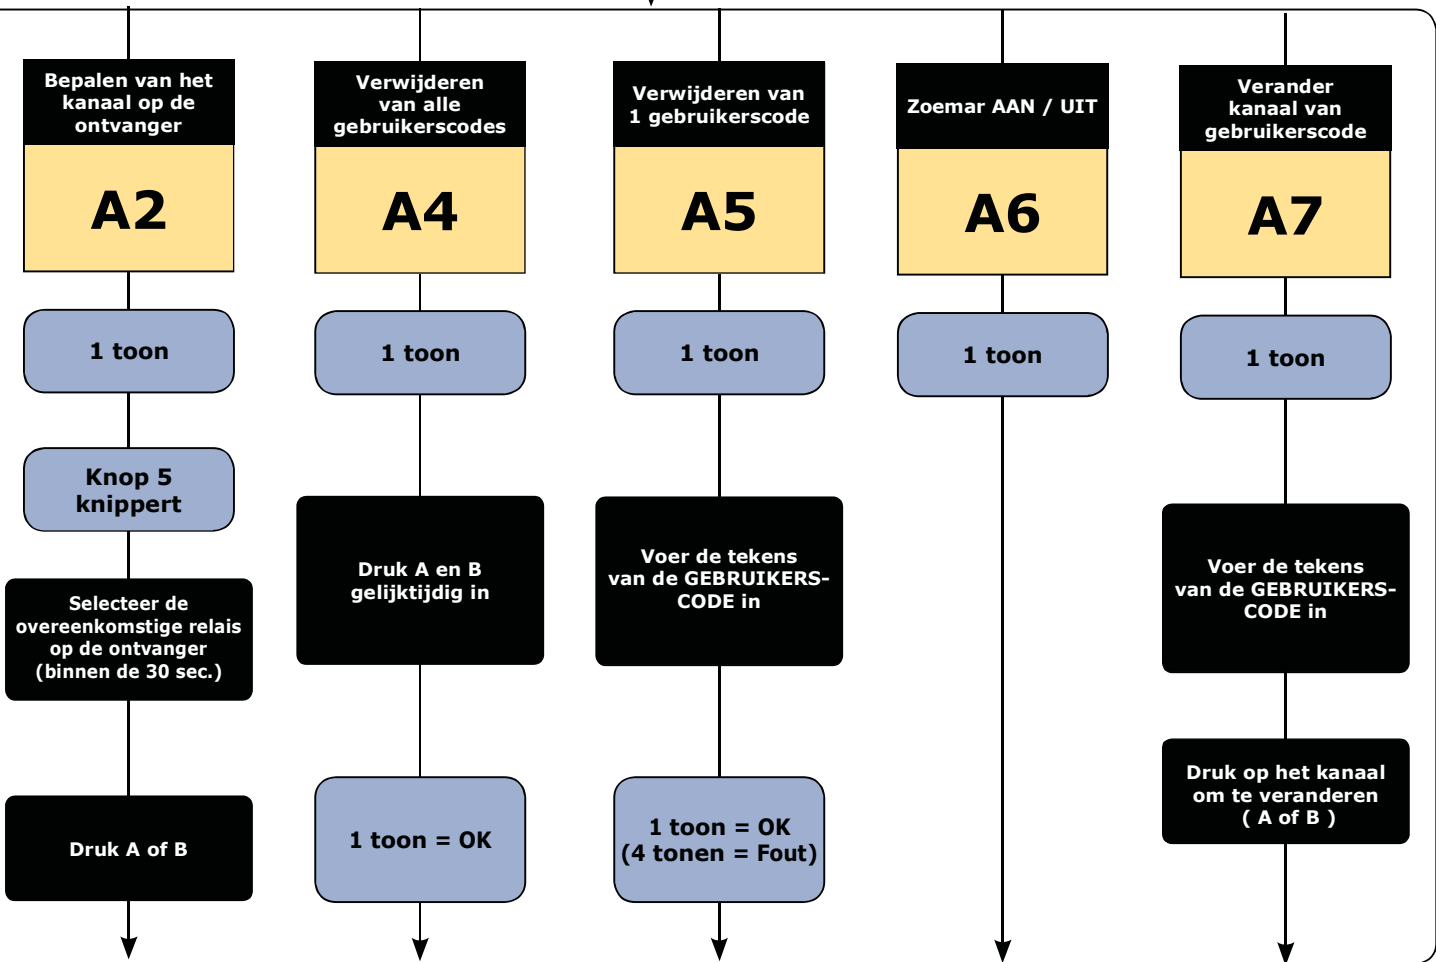 Bepalen van het
kanaal op de
ontvanger
A2
1 toon
Knop 5
knippert
Selecteer de
overeenkomstige relais
op de ontvanger
(binnen de 30 sec.)
Druk A of B
Verwijderen
van alle
gebruikerscodes
A4
1 toon
Druk A en B
gelijktijdig in
1 toon = OK
Verwijderen van
1 gebruikerscode
A5
1 toon
Voer de tekens
van de GEBRUIKERS-
CODE in
1 toon = OK
(4 tonen = Fout)
Zoemar AAN / UIT
A6
1 toon
Verander
kanaal van
gebruikerscode
A7
1 toon
Voer de tekens
van de GEBRUIKERS-
CODE in
Druk op het kanaal
om te veranderen
( A of B )